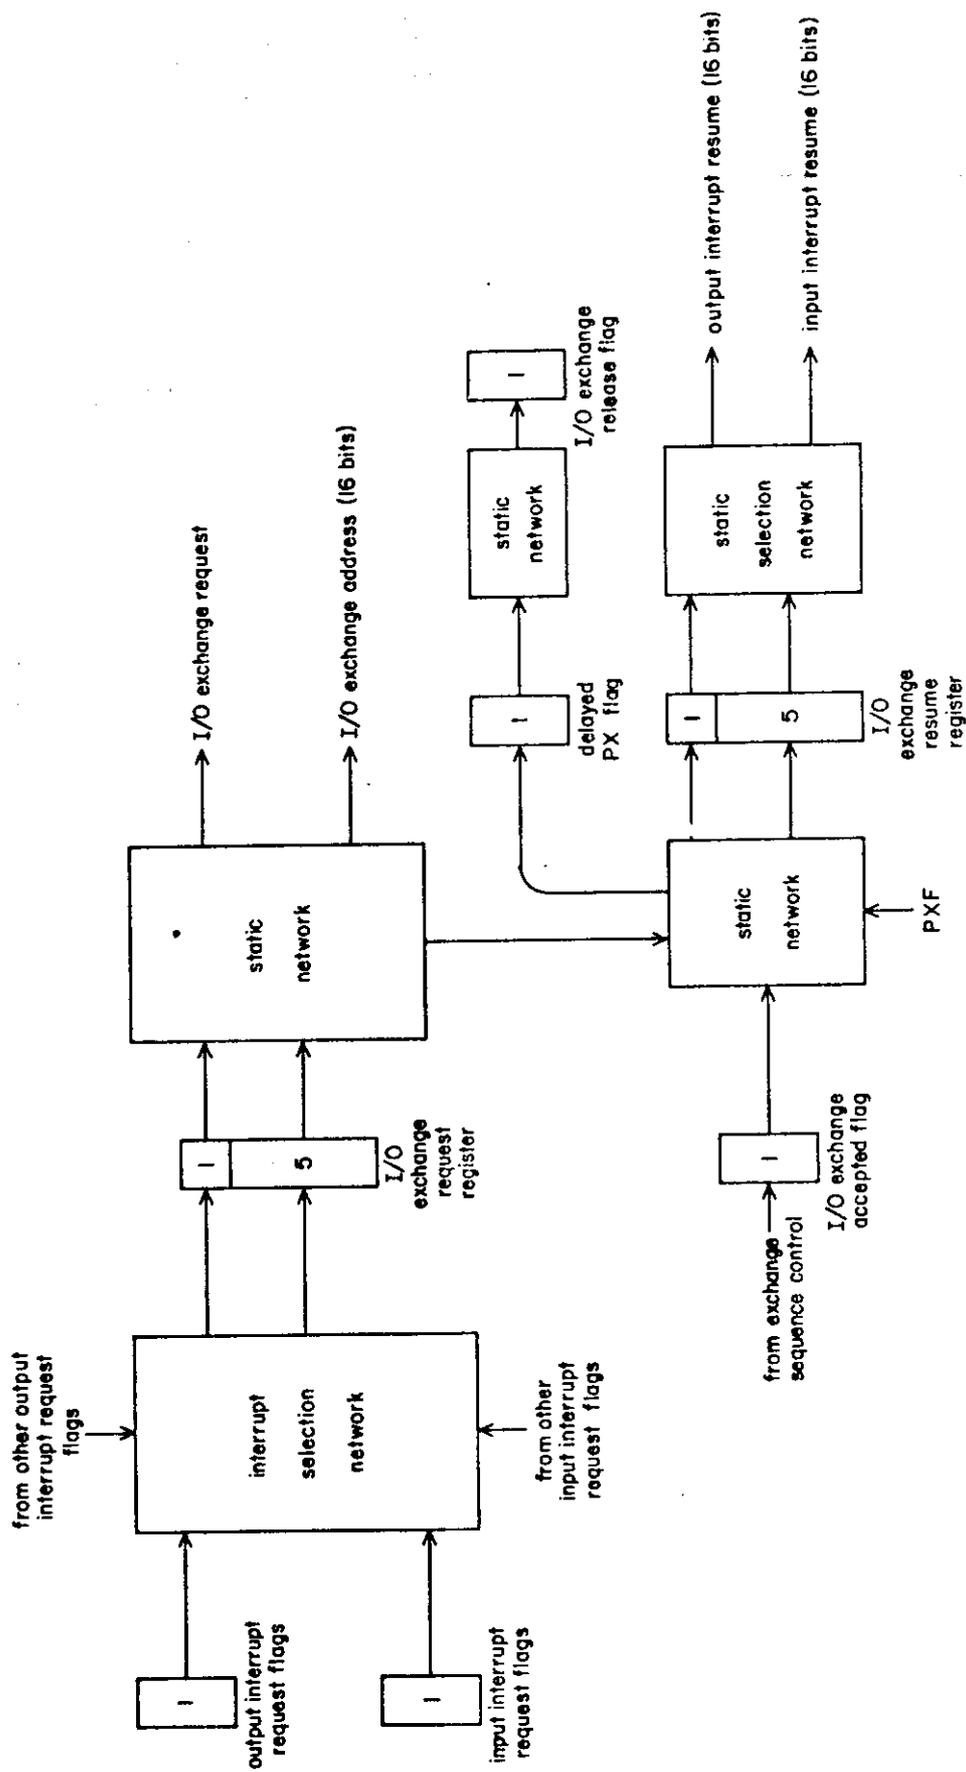 from other output
interrupt request
flags
1
output interrupt
request flags
1
input interrupt
request flags
interrupt
selection
network
from other
input interrupt
request flags
1
5
I/O
exchange
request
register
static
network
I/O exchange request
I/O exchange address (16 bits)
from exchange
sequence control
1
I/O exchange
accepted flag
static
network
PXF
1
delayed
PX flag
static
network
1
I/O exchange
release flag
1
5
I/O
exchange
resume
register
static
selection
network
output interrupt resume (16 bits)
input interrupt resume (16 bits)